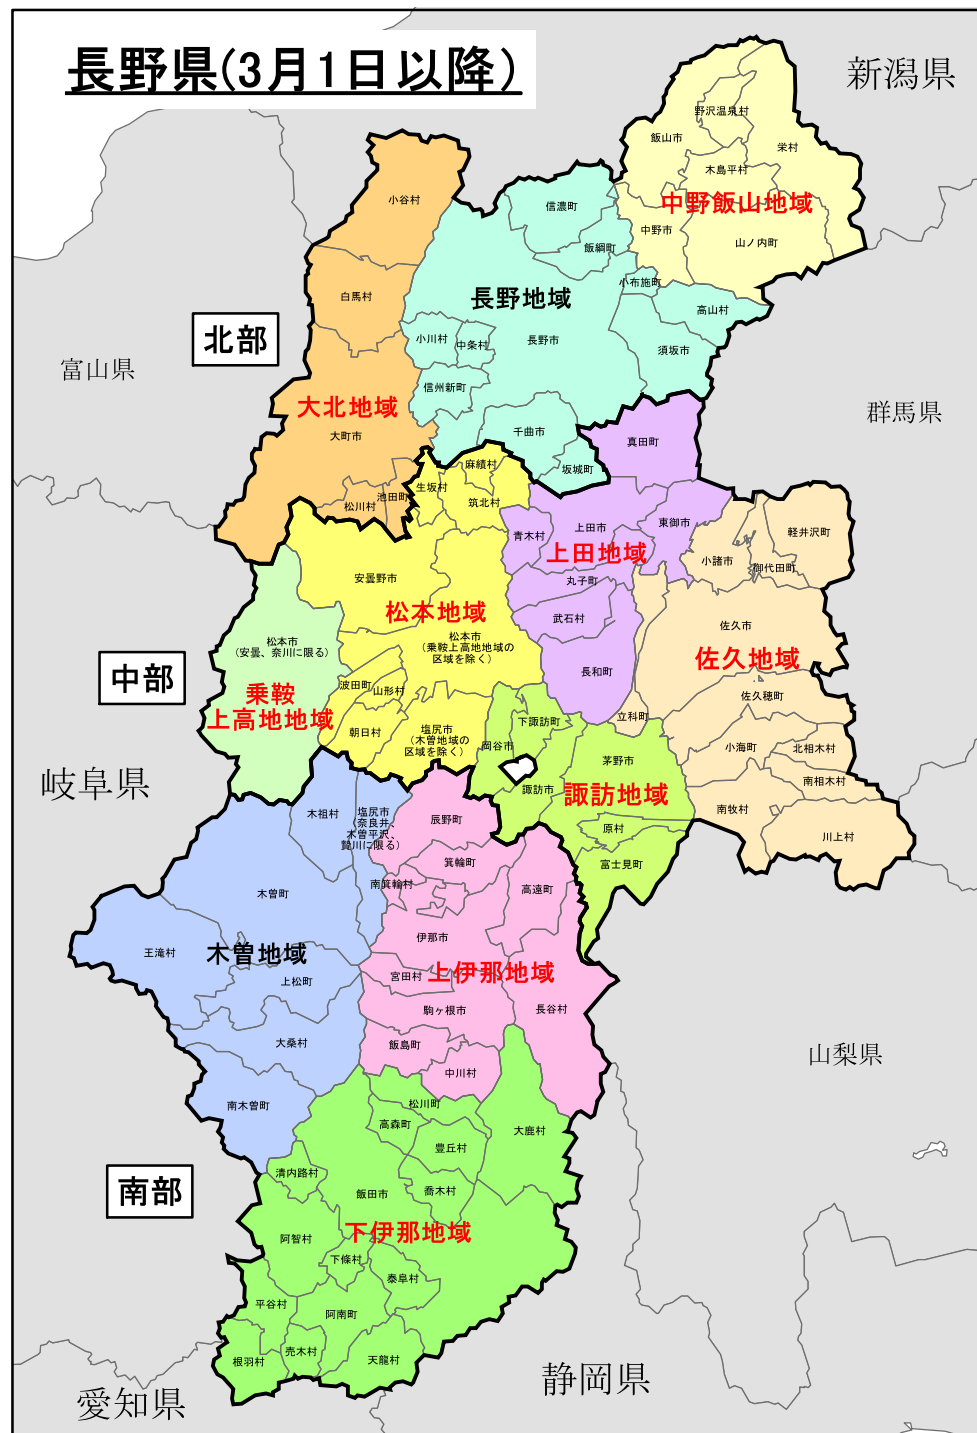 長野県(3月1日以降)
新潟県
野沢温泉村
飯山市
栄村
木島平村
中野飯山地域
中野市
山ノ内町
小谷村
信濃町
飯綱町
小布施町
高山村
白馬村
長野地域
小川村
中条村
長野市
須坂市
北部
富山県
信州新町
大北地域
群馬県
大町市
千曲市
坂城町
真田町
麻績村
生坂村
筑北村
池田町
松川村
青木村
上田市
東御市
上田地域
軽井沢町
小諸市
御代田町
安曇野市
丸子町
松本地域
武石村
佐久市
松本市
(安曇、奈川に限る)
松本市
(乗鞍上高地地域の
区域を除く)
佐久地域
中部
長和町
乗鞍
上高地地域
波田町
山形村
佐久穂町
立科町
朝日村
塩尻市
(木曽地域の
区域を除く)
下諏訪町
岡谷市
小海町
北相木村
茅野市
岐阜県
諏訪市
諏訪地域
南相木村
南牧村
木祖村
塩尻市
(奈良井、
木曽平沢、
贄川に限る)
辰野町
原村
川上村
箕輪町
富士見町
南箕輪村
高遠町
木曽町
伊那市
王滝村
木曽地域
上伊那地域
宮田村
上松町
駒ヶ根市
長谷村
大桑村
飯島町
山梨県
中川村
南木曽町
松川町
高森町
大鹿村
豊丘村
清内路村
南部
飯田市
喬木村
阿智村
下伊那地域
下條村
泰阜村
平谷村
阿南町
売木村
根羽村
天龍村
愛知県
静岡県